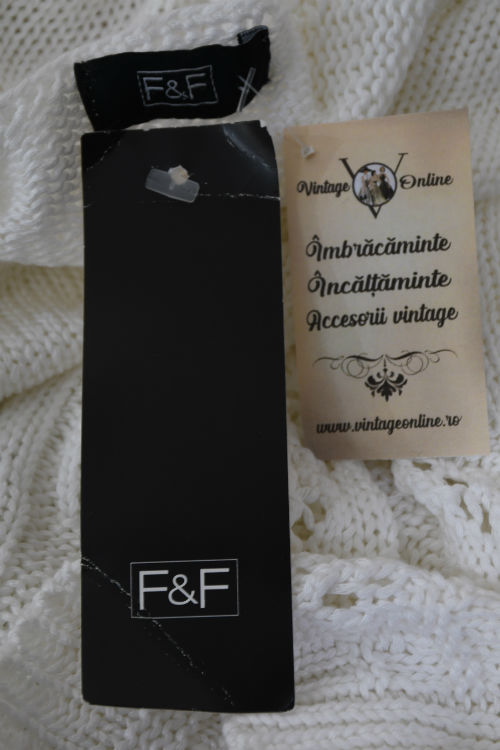 F&F
Vintage Online
Îmbrăcăminte
Încălțăminte
Accesorii vintage
www.vintageonline.ro
F&F